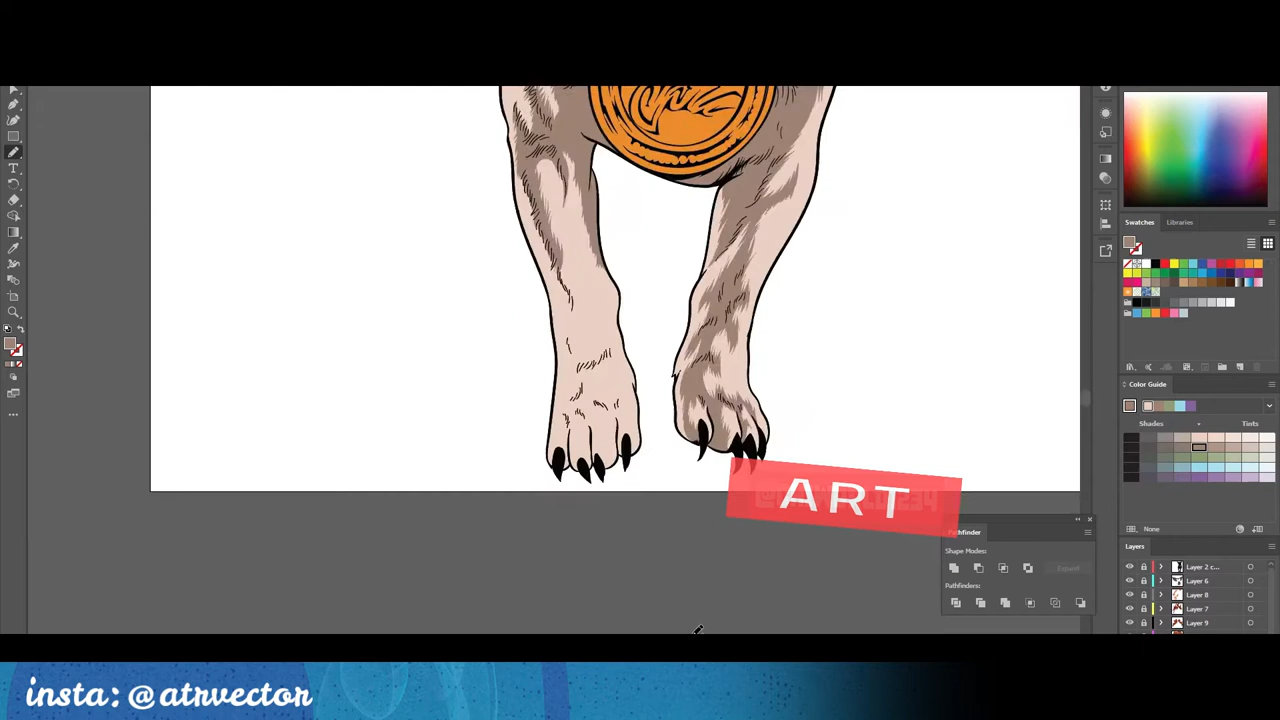 Swatches Libraries
Color Guide
Shades Tints
None
ART
Pathfinder
Shape Modes:
Expand
Pathfinders:
Layers
Layer 2 c...
Layer 6
Layer 8
Layer 7
Layer 9
insta: @atrvector